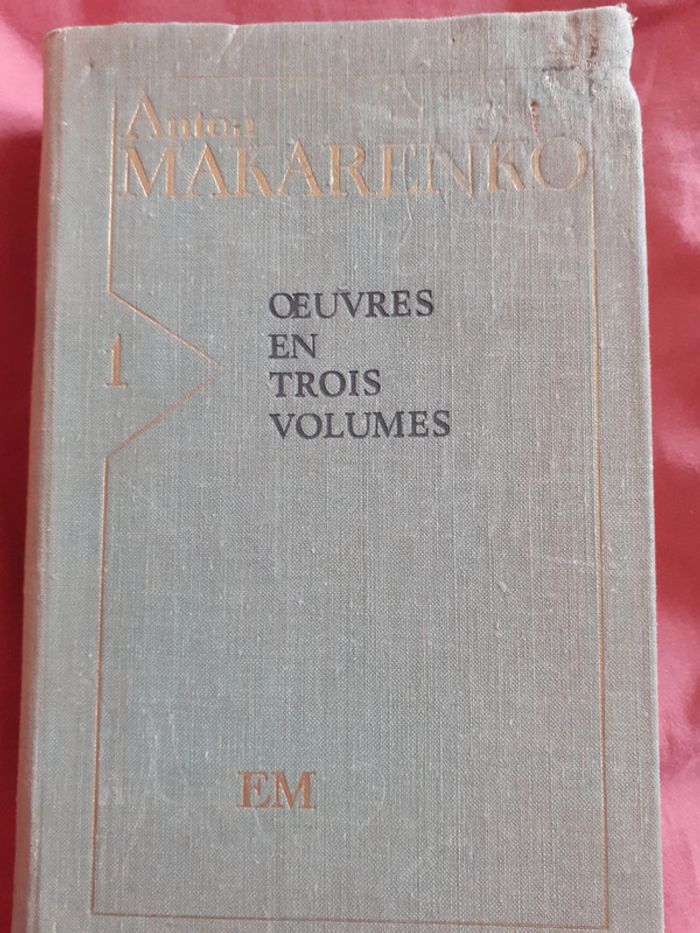 Anton
MAKARENKO
1
ŒUVRES
EN
TROIS
VOLUMES
EM